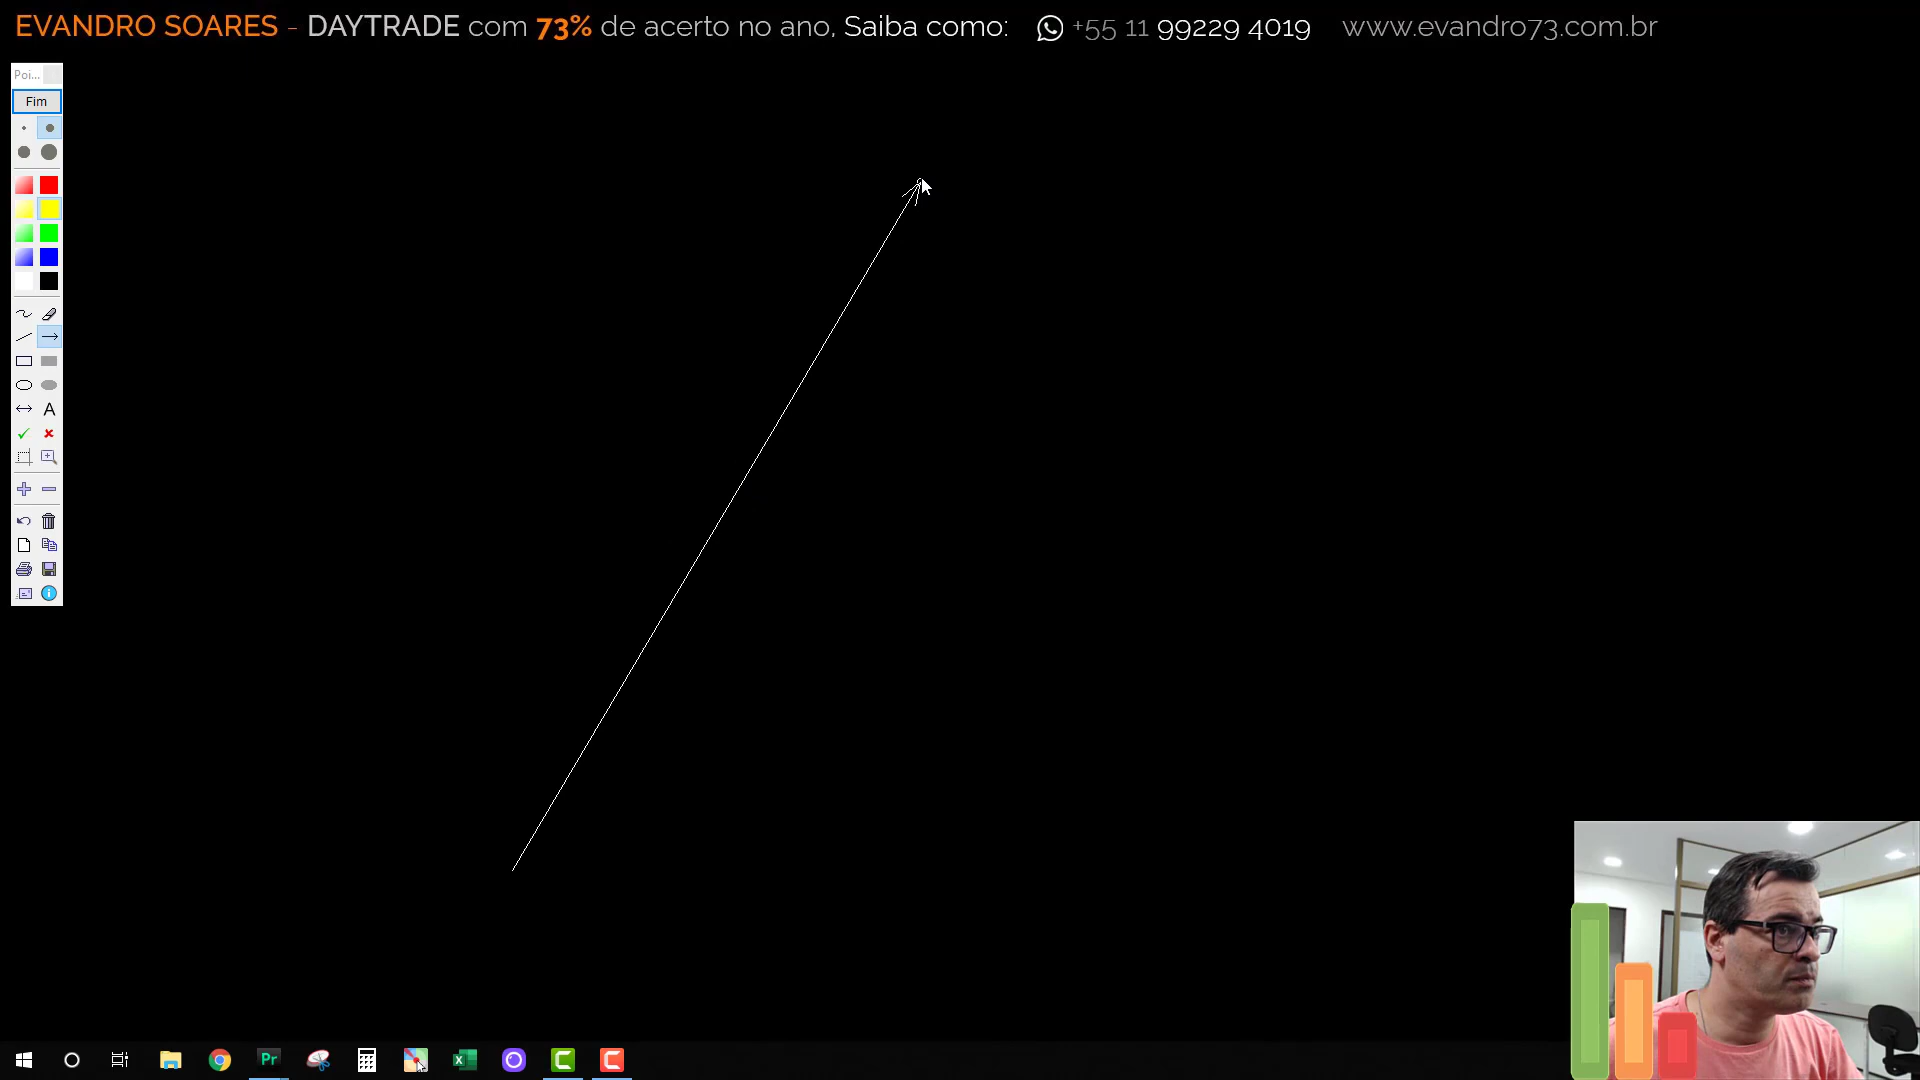 EVANDRO SOARES - DAYTRADE com 73% de acerto no ano, Saiba como: +55 11 99229 4019 www.evandro73.com.br
Poi...
Fim
A
Pr